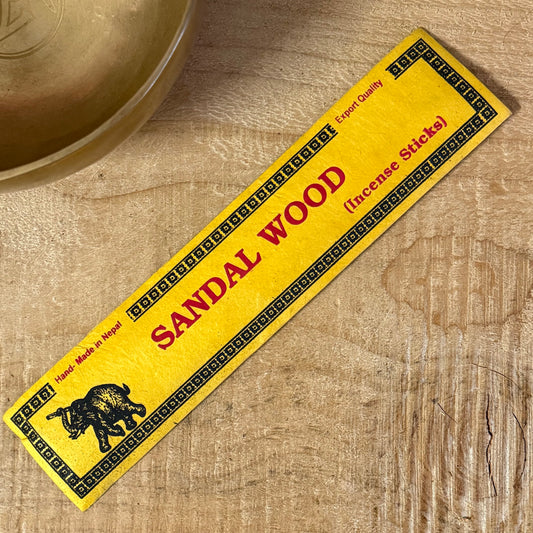 Export Quality
SANDAL WOOD
(Incense Sticks)
Hand- Made in Nepal